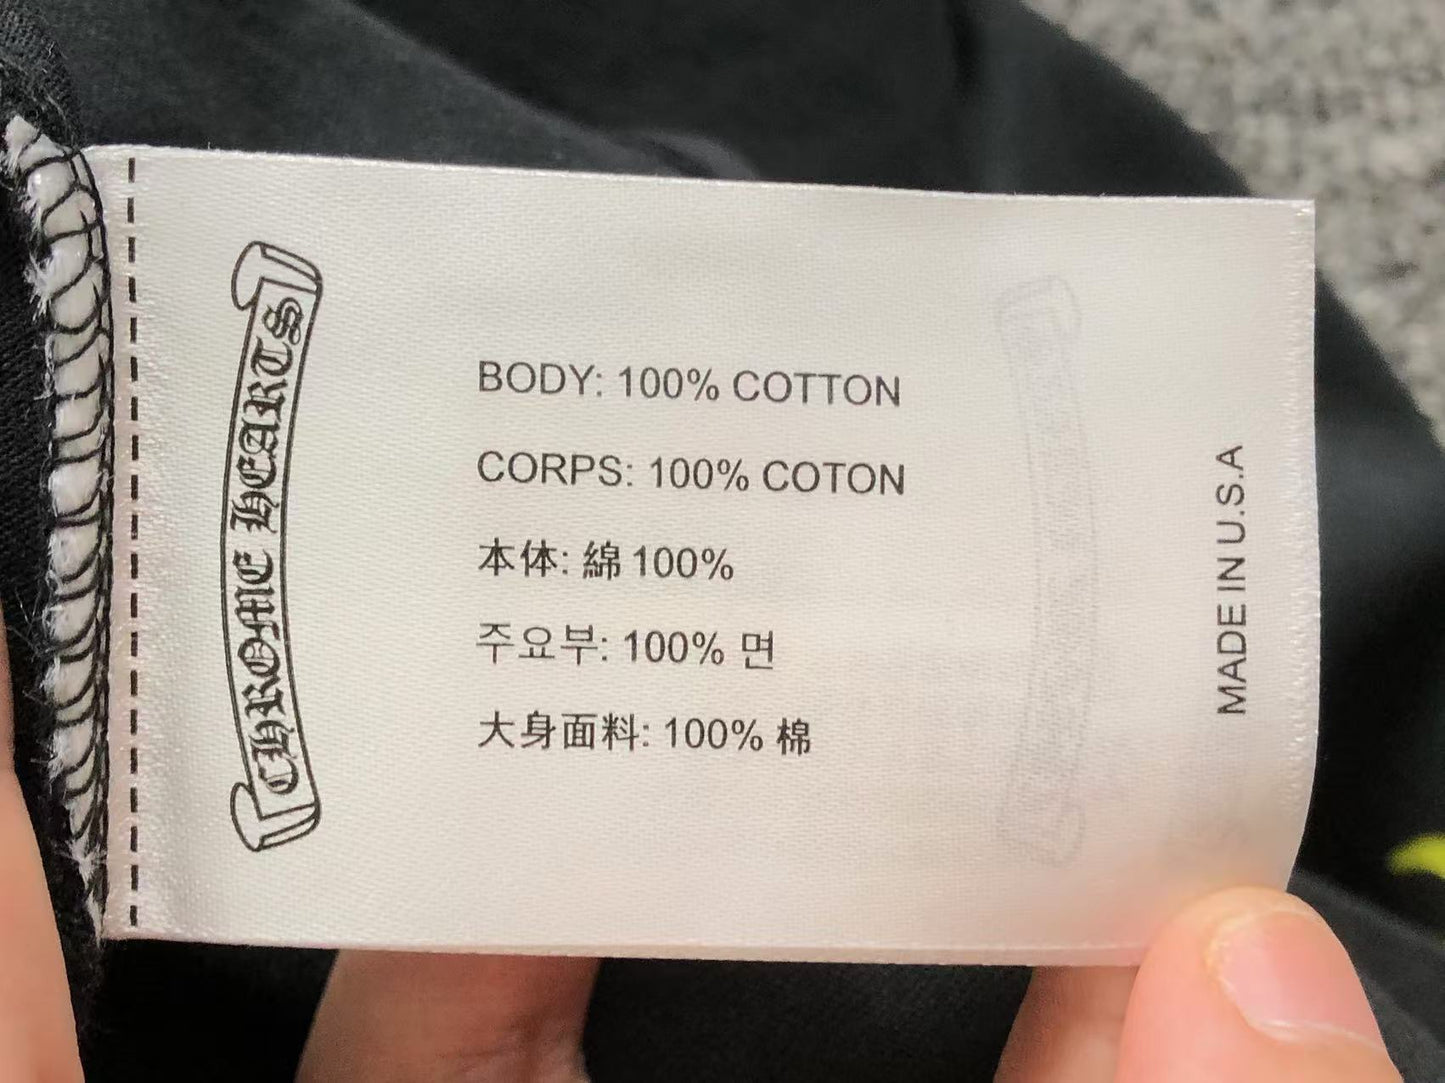 CHROME HEARTS
BODY: 100% COTTON
CORPS: 100% COTON
本体: 綿 100%
주요부: 100% 면
大身面料: 100% 棉
MADE IN U.S.A